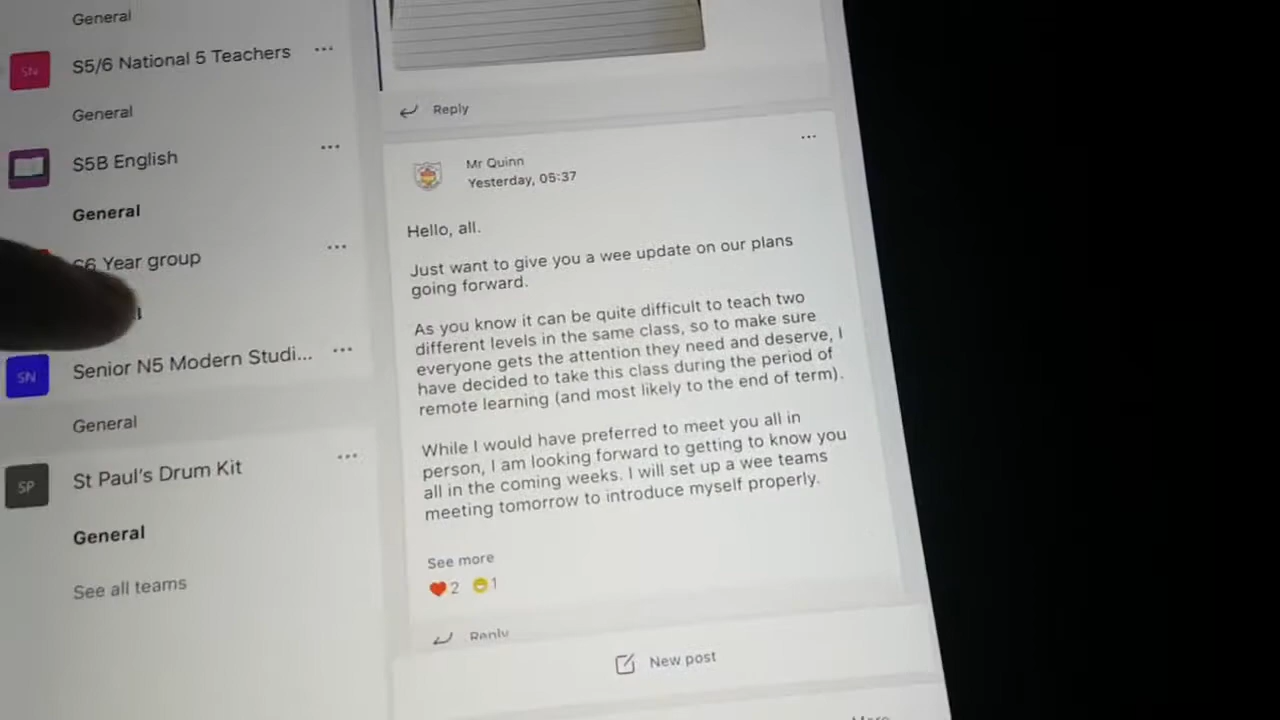 General
SN
S5/6 National 5 Teachers
General
S5B English
General
S6 Year group
SN
Senior N5 Modern Studi...
General
SP
St Paul's Drum Kit
General
See all teams
Reply
Mr Quinn
Yesterday, 05:37
Hello, all.
Just want to give you a wee update on our plans
going forward.
As you know it can be quite difficult to teach two
different levels in the same class, so to make sure
everyone gets the attention they need and deserve, I
have decided to take this class during the period of
remote learning (and most likely to the end of term).
While I would have preferred to meet you all in
person, I am looking forward to getting to know you
all in the coming weeks. I will set up a wee teams
meeting tomorrow to introduce myself properly.
See more
2 1
Reply
New post